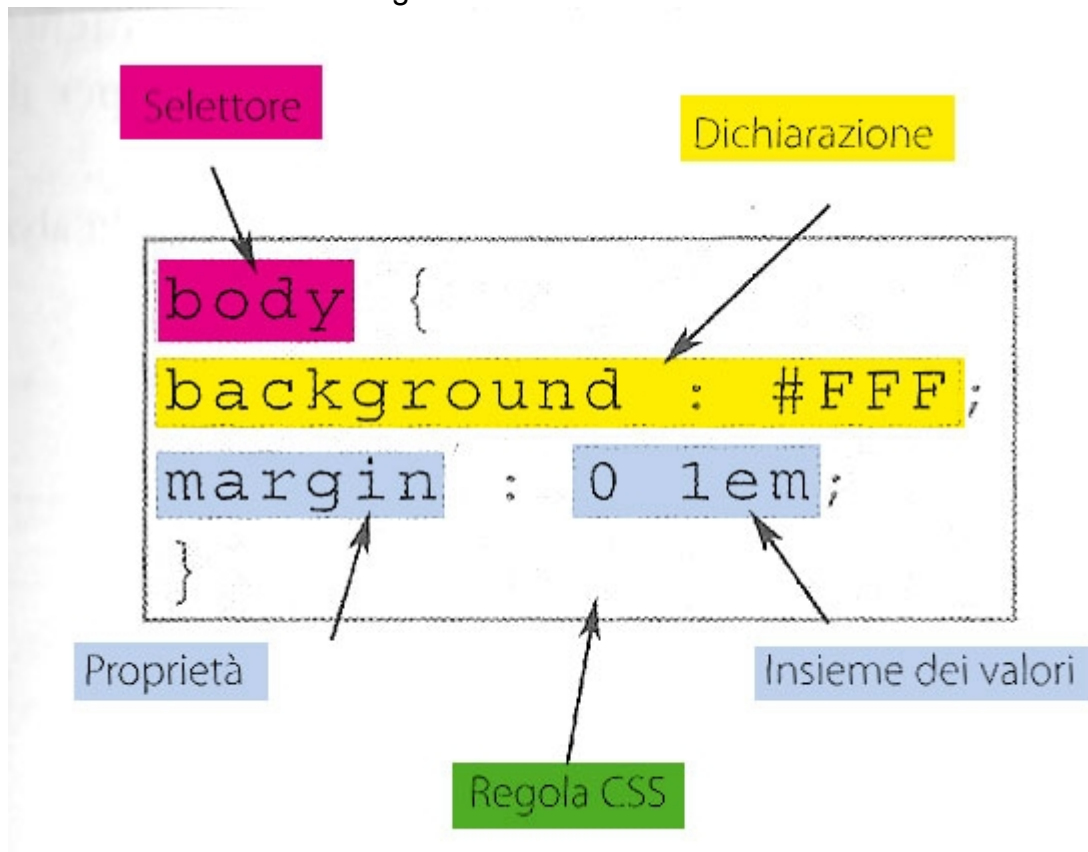 Selettore
Dichiarazione
body {
background : #FFF;
margin : 0 1em;
}
Proprietà
Insieme dei valori
Regola CSS